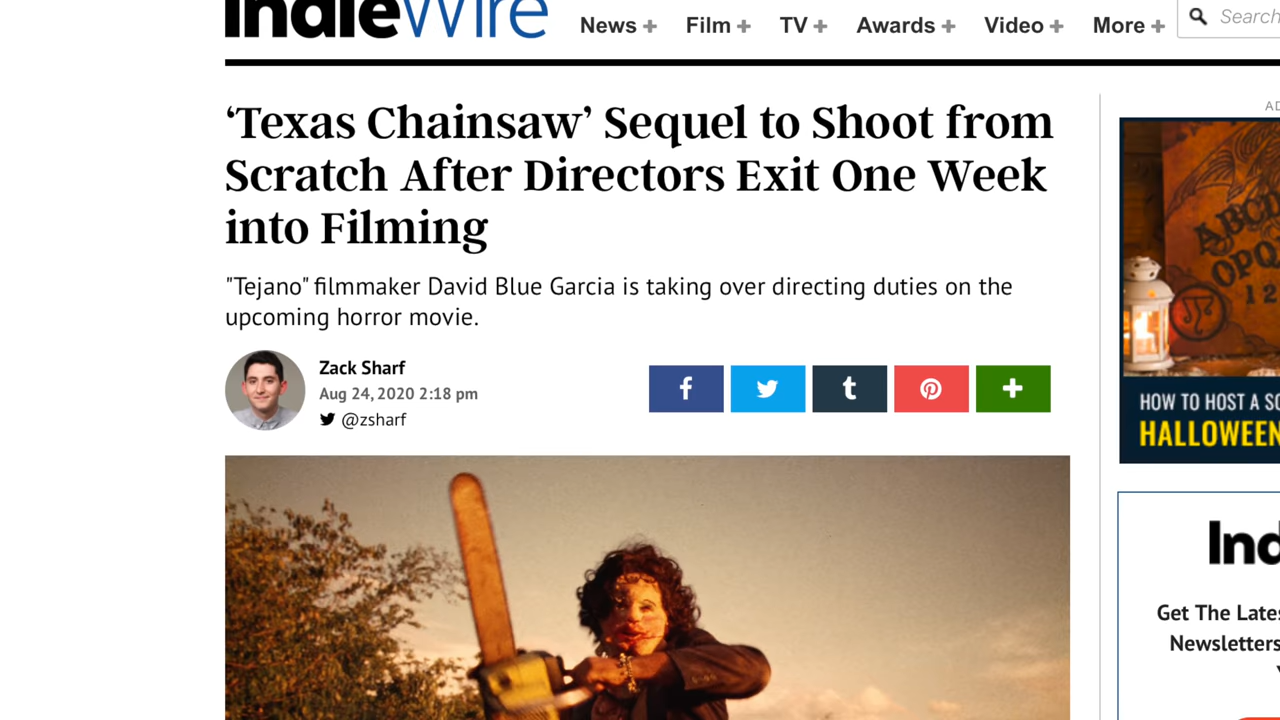 IndieWire
News + Film + TV + Awards + Video + More +
Search
‘Texas Chainsaw’ Sequel to Shoot from
Scratch After Directors Exit One Week
into Filming
"Tejano" filmmaker David Blue Garcia is taking over directing duties on the
upcoming horror movie.
Zack Sharf
Aug 24, 2020 2:18 pm
@zsharf
HOW TO HOST A
HALLOWEEN
Get The
Newsletters